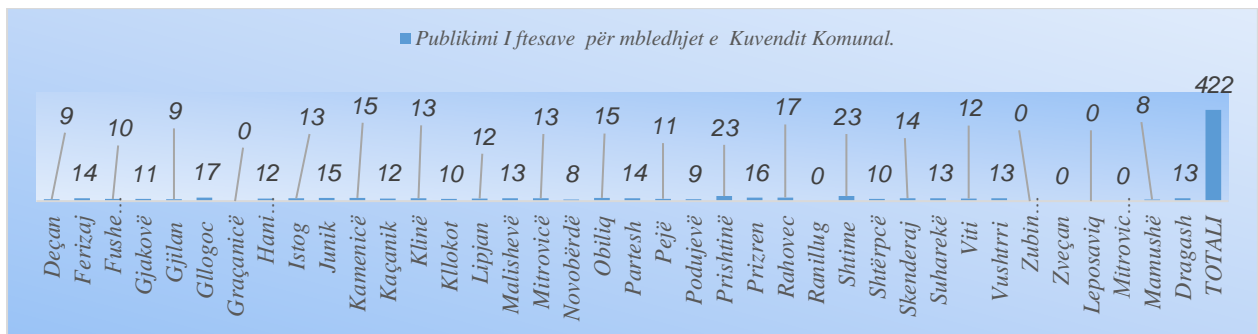 Publikimi I ftesave për mbledhjet e Kuvendit Komunal.
9
14
10
11
9
17
0
12
13
15
15
12
13
10
12
13
13
8
15
14
11
9
23
16
17
0
23
10
14
13
12
13
0
0
0
0
8
13
422
Deçan
Ferizaj
Fushe…
Gjakovë
Gjilan
Gllogoc
Graçanicë
Hani…
Istog
Junik
Kamenicë
Kaçanik
Klinë
Kllokot
Lipjan
Malishevë
Mitrovicë
Novobërdë
Obiliq
Partesh
Pejë
Podujevë
Prishtinë
Prizren
Rahovec
Ranillug
Shtime
Shtërpcë
Skenderaj
Suharekë
Viti
Vushtrri
Zubin…
Zveçan
Leposaviq
Mitrovic…
Mamushë
Dragash
TOTALI